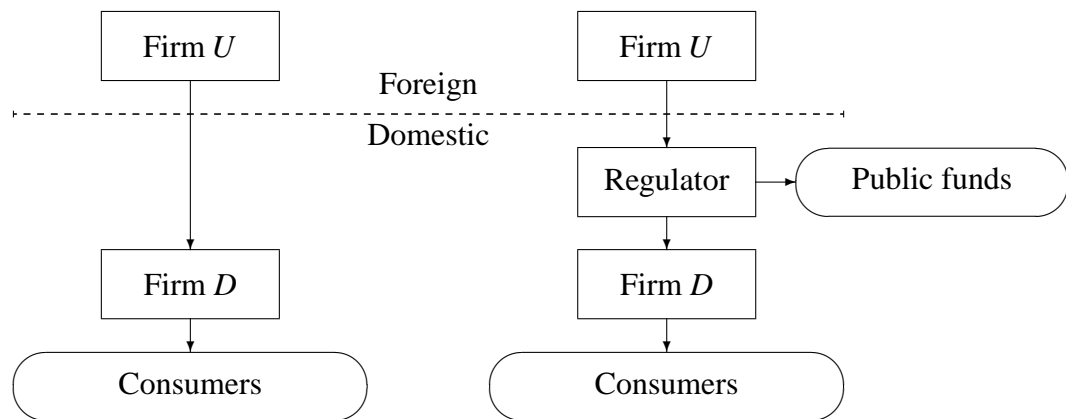 Firm U
Firm U
Foreign
Domestic
Regulator
Public funds
Firm D
Firm D
Consumers
Consumers